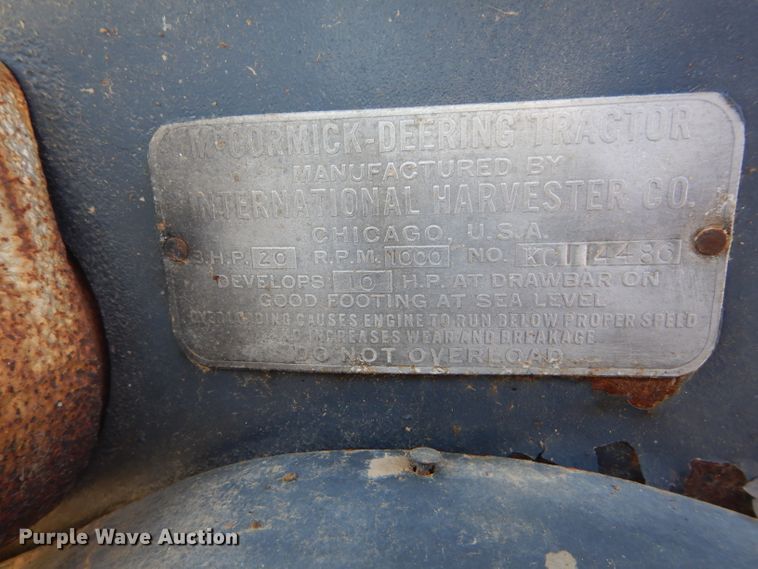 McCORMICK-DEERING TRACTOR
MANUFACTURED BY
INTERNATIONAL HARVESTER CO.
CHICAGO, U.S.A.
B.H.P. 20 R.P.M. 1000 NO. KC114486
DEVELOPS 10 H.P. AT DRAWBAR ON
GOOD FOOTING AT SEA LEVEL
OVERLOADING CAUSES ENGINE TO RUN BELOW PROPER SPEED
INCREASES WEAR AND BREAKAGE
DO NOT OVERLOAD
Purple Wave Auction